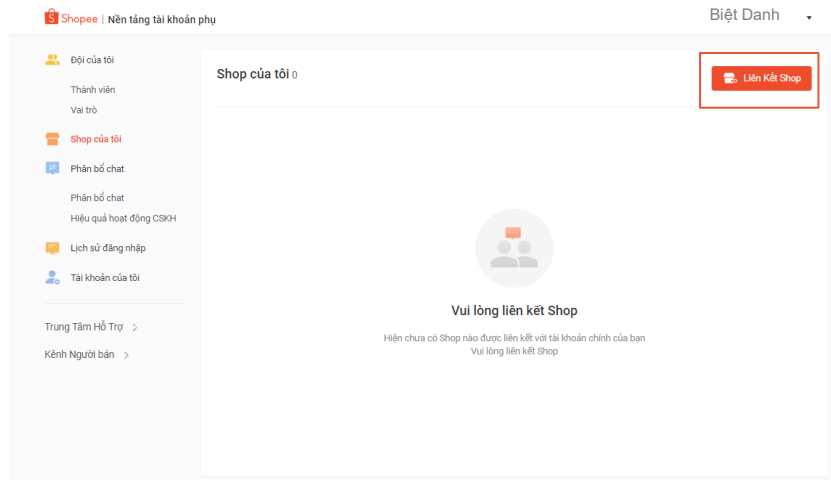 Shopee | Nền tảng tài khoản phụ
Biệt Danh
Đội của tôi
Thành viên
Vai trò
Shop của tôi
Phân bổ chat
Phân bổ chat
Hiệu quả hoạt động CSKH
Lịch sử đăng nhập
Tài khoản của tôi
Trung Tâm Hỗ Trợ >
Kênh Người bán >
Shop của tôi 0
Liên Kết Shop
Vui lòng liên kết Shop
Hiện chưa có Shop nào được liên kết với tài khoản chính của bạn
Vui lòng liên kết Shop